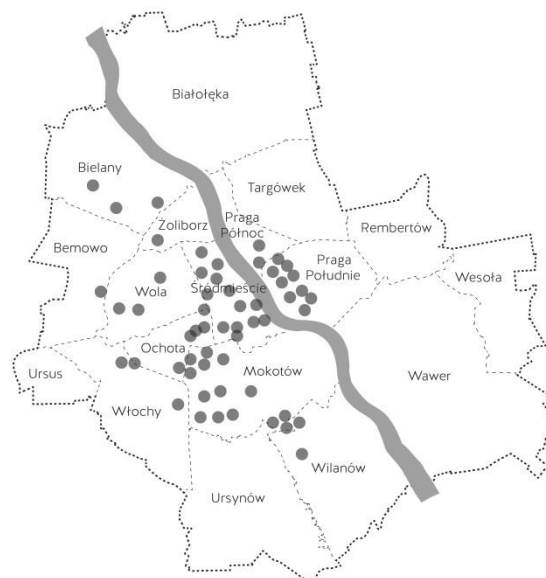 Białołęka
Bielany
Targówek
Żoliborz
Praga
Północ
Rembertów
Bemowo
Praga
Południe
Wesoła
Wola
Śródmieście
Ochota
Ursus
Mokotów
Wawer
Włochy
Wilanów
Ursynów